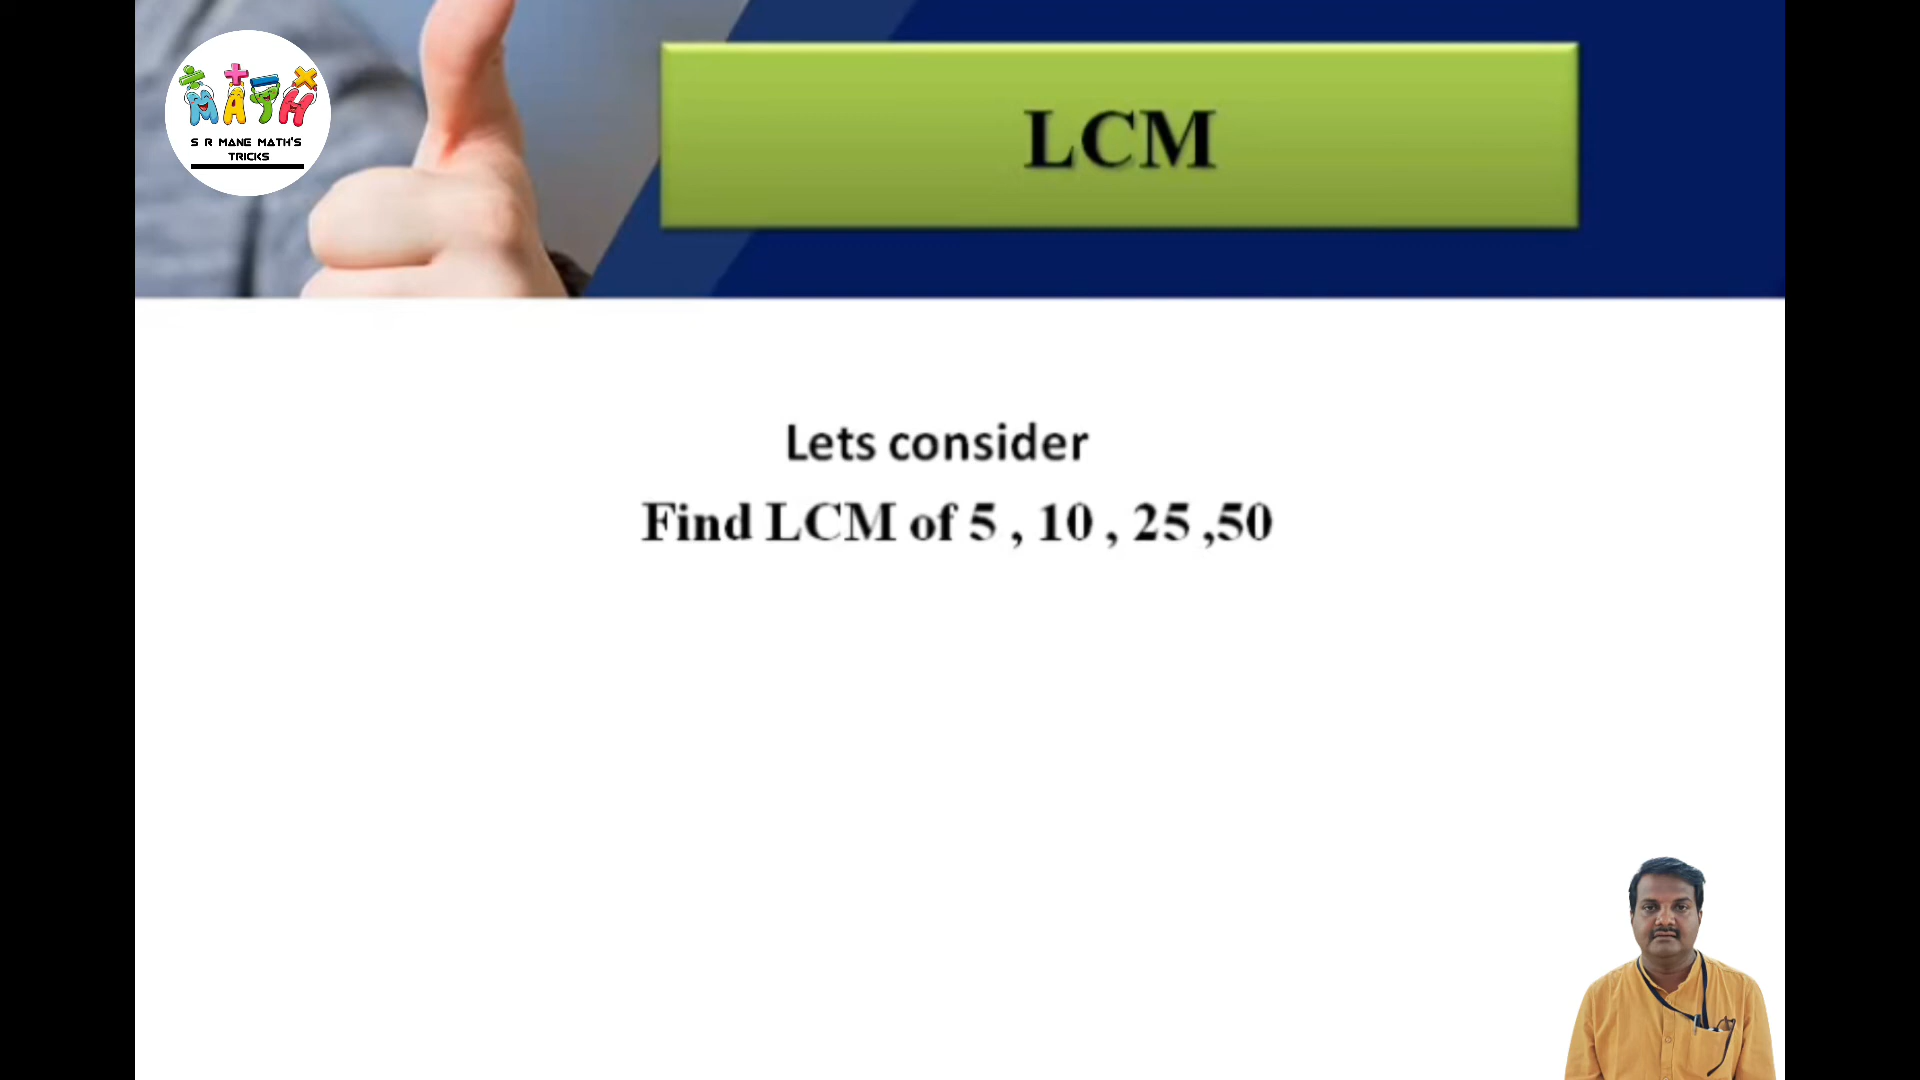 MATH
S R MANE MATH'S
TRICKS
LCM
Lets consider
Find LCM of 5 , 10 , 25 ,50